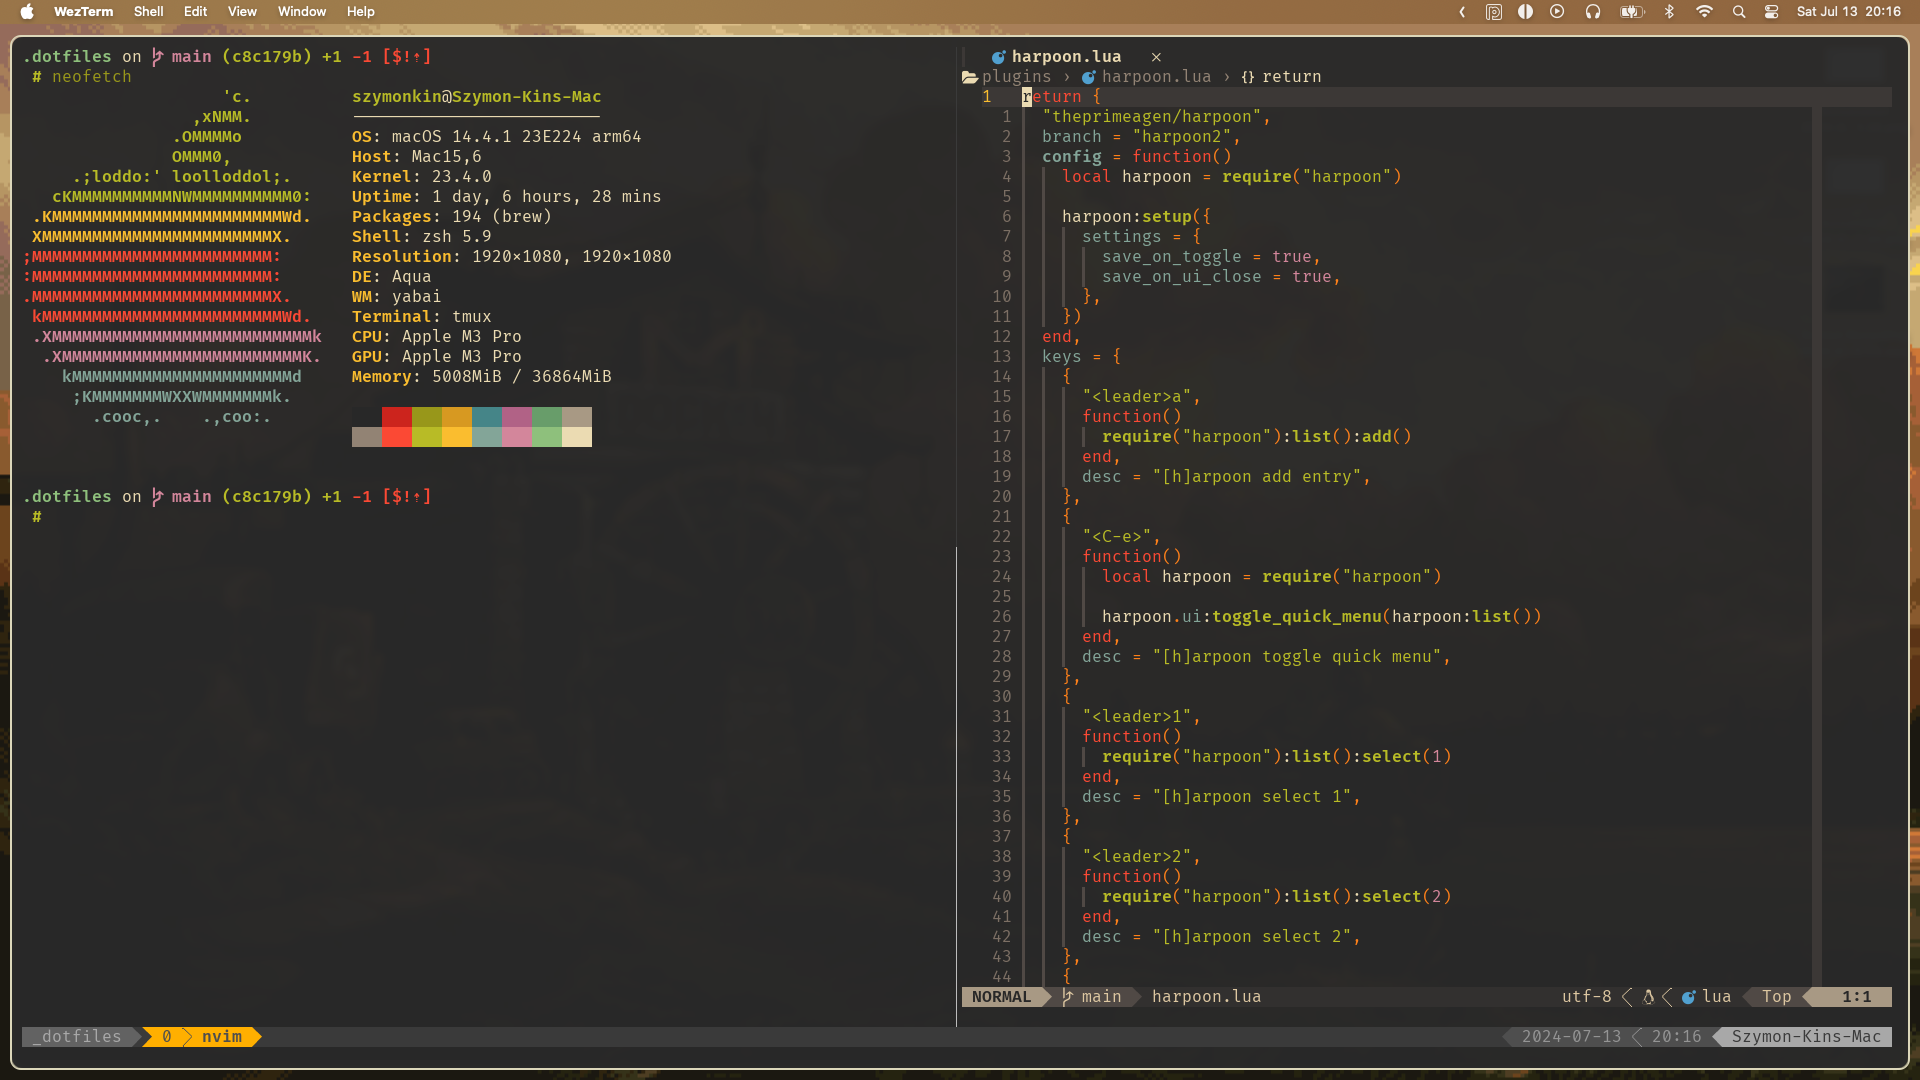 WezTerm Shell Edit View Window Help Sat Jul 13 20:16
.dotfiles on main (c8c179b) +1 -1 [$!⇡]
# neofetch
'c.
,xNMM.
.OMMMMo
OMMM0,
.;loddo:' loolloddol;.
cKMMMMMMMMMMNWMMMMMMMMMM0:
.KMMMMMMMMMMMMMMMMMMMMMMMWd.
XMMMMMMMMMMMMMMMMMMMMMMMX.
;MMMMMMMMMMMMMMMMMMMMMMMM:
:MMMMMMMMMMMMMMMMMMMMMMMM:
.MMMMMMMMMMMMMMMMMMMMMMMMX.
kMMMMMMMMMMMMMMMMMMMMMMMMWd.
.XMMMMMMMMMMMMMMMMMMMMMMMMMMk
.XMMMMMMMMMMMMMMMMMMMMMMMMK.
kMMMMMMMMMMMMMMMMMMMMMMd
;KMMMMMMMWXXWMMMMMMMk.
.cooc,. .,coo:.
szymonkin@Szymon-Kins-Mac
-------------------------
OS: macOS 14.4.1 23E224 arm64
Host: Mac15,6
Kernel: 23.4.0
Uptime: 1 day, 6 hours, 28 mins
Packages: 194 (brew)
Shell: zsh 5.9
Resolution: 1920×1080, 1920×1080
DE: Aqua
WM: yabai
Terminal: tmux
CPU: Apple M3 Pro
GPU: Apple M3 Pro
Memory: 5008MiB / 36864MiB
.dotfiles on main (c8c179b) +1 -1 [$!⇡]
#
harpoon.lua ×
plugins › harpoon.lua › {} return
1 return {
1 "theprimeagen/harpoon",
2 branch = "harpoon2",
3 config = function()
4 local harpoon = require("harpoon")
5
6 harpoon:setup({
7 settings = {
8 save_on_toggle = true,
9 save_on_ui_close = true,
10 },
11 })
12 end,
13 keys = {
14 {
15 "<leader>a",
16 function()
17 require("harpoon"):list():add()
18 end,
19 desc = "[h]arpoon add entry",
20 },
21 {
22 "<C-e>",
23 function()
24 local harpoon = require("harpoon")
25
26 harpoon.ui:toggle_quick_menu(harpoon:list())
27 end,
28 desc = "[h]arpoon toggle quick menu",
29 },
30 {
31 "<leader>1",
32 function()
33 require("harpoon"):list():select(1)
34 end,
35 desc = "[h]arpoon select 1",
36 },
37 {
38 "<leader>2",
39 function()
40 require("harpoon"):list():select(2)
41 end,
42 desc = "[h]arpoon select 2",
43 },
44 {
NORMAL main harpoon.lua utf-8 lua Top 1:1
_dotfiles 0 nvim 2024-07-13 20:16 Szymon-Kins-Mac